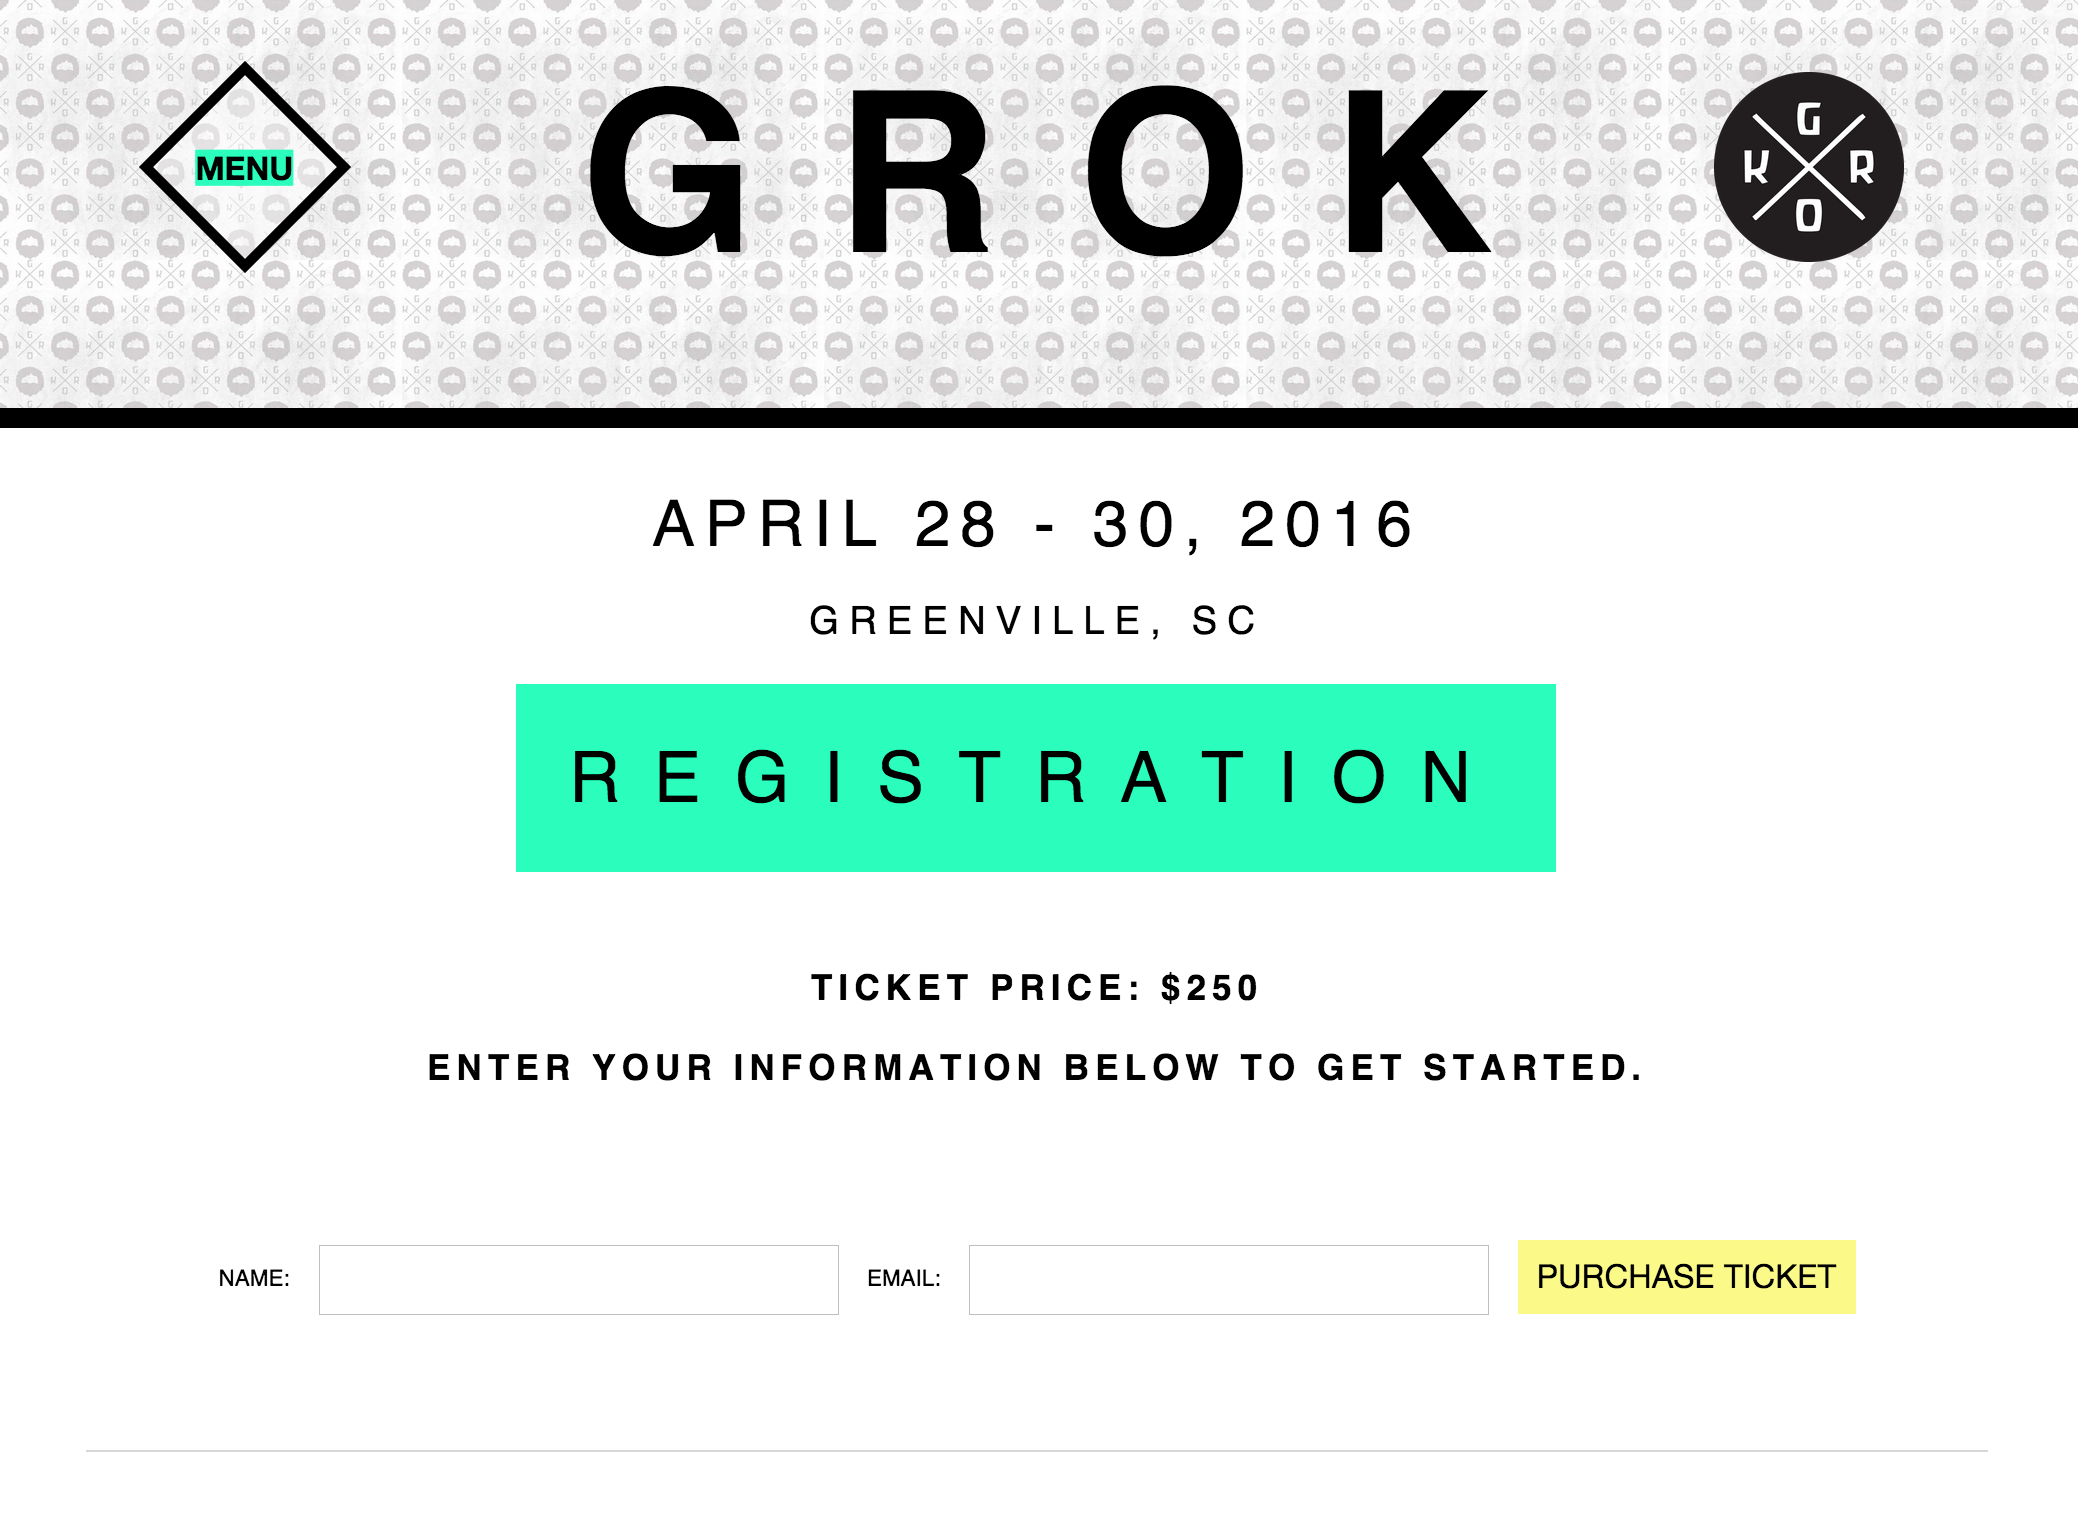 MENU
GROK
G
K R
O
APRIL 28 - 30, 2016
GREENVILLE, SC
REGISTRATION
TICKET PRICE: $250
ENTER YOUR INFORMATION BELOW TO GET STARTED.
NAME:
EMAIL:
PURCHASE TICKET